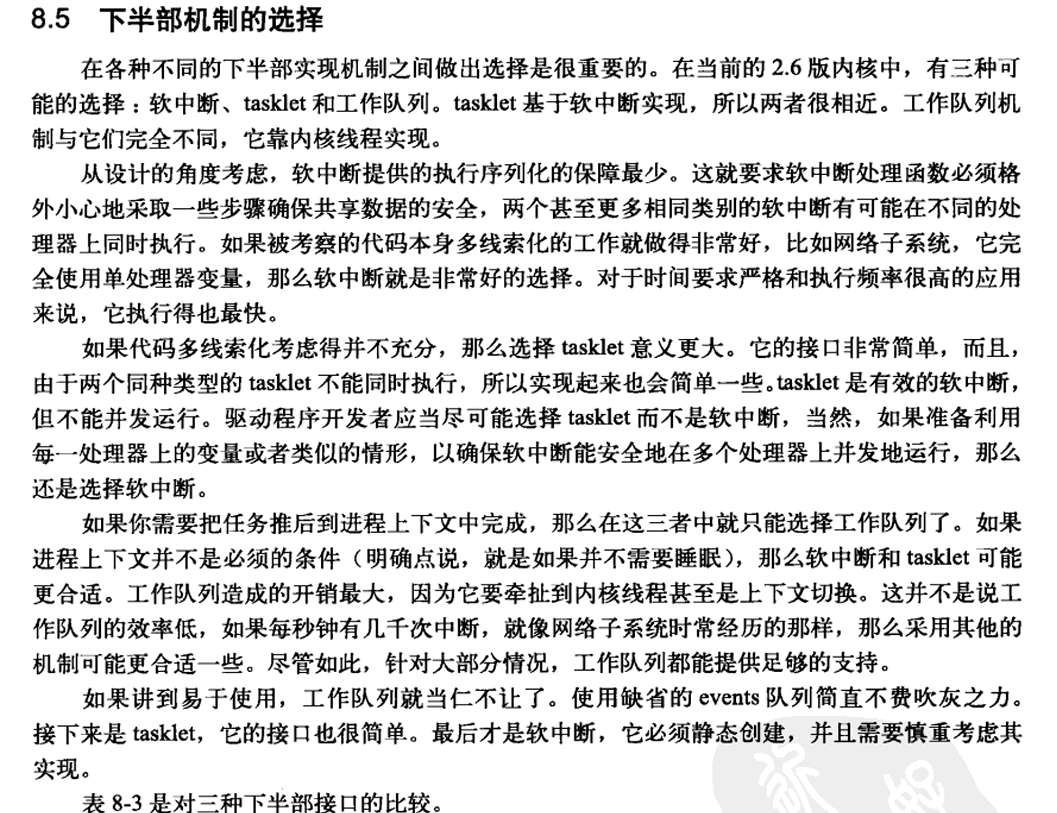 8.5 下半部机制的选择
在各种不同的下半部实现机制之间做出选择是很重要的。在当前的 2.6 版内核中，有三种可
能的选择：软中断、tasklet 和工作队列。tasklet 基于软中断实现，所以两者很相近。工作队列机
制与它们完全不同，它靠内核线程实现。
从设计的角度考虑，软中断提供的执行序列化的保障最少。这就要求软中断处理函数必须格
外小心地采取一些步骤确保共享数据的安全，两个甚至更多相同类别的软中断有可能在不同的处
理器上同时执行。如果被考察的代码本身多线索化的工作就做得非常好，比如网络子系统，它完
全使用单处理器变量，那么软中断就是非常好的选择。对于时间要求严格和执行频率很高的应用
来说，它执行得也最快。
如果代码多线索化考虑得并不充分，那么选择 tasklet 意义更大。它的接口非常简单，而且，
由于两个同种类型的 tasklet 不能同时执行，所以实现起来也会简单一些。tasklet 是有效的软中断，
但不能并发运行。驱动程序开发者应当尽可能选择 tasklet 而不是软中断，当然，如果准备利用
每一处理器上的变量或者类似的情形，以确保软中断能安全地在多个处理器上并发地运行，那么
还是选择软中断。
如果你需要把任务推后到进程上下文中完成，那么在这三者中就只能选择工作队列了。如果
进程上下文并不是必须的条件（明确点说，就是如果并不需要睡眠），那么软中断和 tasklet 可能
更合适。工作队列造成的开销最大，因为它要牵扯到内核线程甚至是上下文切换。这并不是说工
作队列的效率低，如果每秒钟有几千次中断，就像网络子系统时常经历的那样，那么采用其他的
机制可能更合适一些。尽管如此，针对大部分情况，工作队列都能提供足够的支持。
如果讲到易于使用，工作队列就当仁不让了。使用缺省的 events 队列简直不费吹灰之力。
接下来是 tasklet，它的接口也很简单。最后才是软中断，它必须静态创建，并且需要慎重考虑其
实现。
表 8-3 是对三种下半部接口的比较。